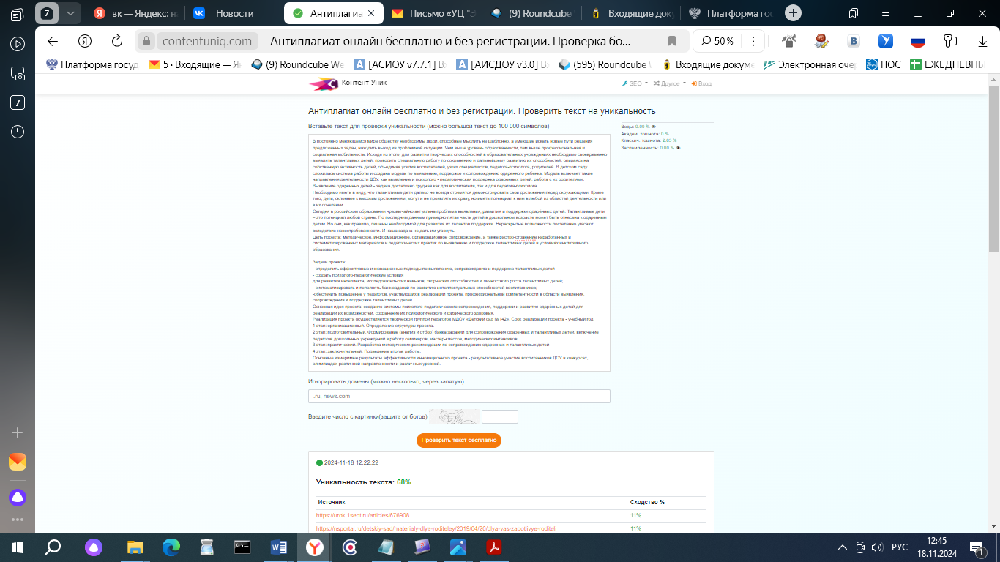 7
вк — Яндекс: н
Новости
Антиплагиа
Письмо «УЦ "Э
(9) Roundcube
Входящие доку
Платформа гос
contentuniq.com
Антиплагиат онлайн бесплатно и без регистрации. Проверка бо...
50 %
Платформа госуд
5 · Входящие — Ян
(9) Roundcube We
[АСИОУ v7.7.1] Вх
[АИСДОУ v3.0] Вх
(595) Roundcube W
Входящие докуме
Электронная очер
ПОС
ЕЖЕДНЕВНЫ
7
Контент Уник
SEO
Другое
Вход
Антиплагиат онлайн бесплатно и без регистрации. Проверить текст на уникальность
Вставьте текст для проверки уникальности (можно большой текст до 100 000 символов)
Воды: 0.00 %
Академ. тошнота: 0 %
Классич. тошнота: 2.65 %
Заспамленность: 0.00 %
В постоянно меняющемся мире обществу необходимы люди, способные мыслить не шаблонно, а умеющие искать новые пути решения
предложенных задач, находить выход из проблемной ситуации. Чем выше уровень образованности, тем выше профессиональная и
социальная мобильность. Исходя из этого, для развития творческих способностей в образовательных учреждениях необходимо своевременно
выявлять талантливых детей, проводить специальную работу по сохранению и дальнейшему развитию их способностей, опираясь на
собственную активность детей, объединяя усилия воспитателей, узких специалистов, педагога-психолога, родителей. В детском саду
сложилась система работы и создана модель по выявлению, поддержке и сопровождению одаренного ребенка. Модель включает такие
направления деятельности ДОУ, как выявление и психолого - педагогическая поддержка одаренных детей, работа с их родителями.
Выявление одаренных детей - задача достаточно трудная как для воспитателя, так и для педагога-психолога.
Необходимо иметь в виду, что талантливые дети далеко не всегда стремятся демонстрировать свои достижения перед окружающими. Кроме
того, дети, склонные к высоким достижениям, могут и не проявлять их сразу, но иметь потенциал к ним в любой из областей деятельности или
в их сочетании.
Сегодня в российском образовании чрезвычайно актуальна проблема выявления, развития и поддержки одарённых детей. Талантливые дети
– это потенциал любой страны. По последним данным примерно пятая часть детей в дошкольном возрасте может быть отнесена к одаренным
детям. Но они, как правило, лишены необходимой для развития их талантов поддержки. Нераскрытые возможности постепенно угасают
вследствие невостребованности. И наша задача не дать им угаснуть.
Цель проекта: методическое, информационное, организационное сопровождение, а также распро-странение наработанных и
систематизированных материалов и педагогических практик по выявлению и поддержке талантливых детей в условиях инклюзивного
образования.
Задачи проекта:
- определить эффективные инновационные подходы по выявлению, сопровождению и поддержке талантливых детей
- создать психолого-педагогические условия
для развития интеллекта, исследовательских навыков, творческих способностей и личностного роста талантливых детей;
- систематизировать и пополнять банк заданий по развитию интеллектуальных способностей воспитанников;
-обеспечить повышение у педагогов, участвующих в реализации проекта, профессиональной компетентности в области выявления,
сопровождения и поддержке талантливых детей.
Основная идея проекта: создание системы психолого-педагогического сопровождения, поддержки и развития одарённых детей для
реализации их возможностей, сохранение их психологического и физического здоровья.
Реализация проекта осуществляется творческой группой педагогов МДОУ «Детский сад №142». Срок реализации проекта - учебный год.
1 этап: организационный. Определение структуры проекта.
2 этап: подготовительный. Формирование (анализ и отбор) банка заданий для сопровождения одаренных и талантливых детей, включение
педагогов дошкольных учреждений в работу семинаров, мастер-классов, методических интенсивов.
3 этап: практический. Разработка методических рекомендации по сопровождению одаренных и талантливых детей
4 этап: заключительный. Подведение итогов работы.
Основные измеримые результаты эффективности инновационного проекта - результативное участие воспитанников ДОУ в конкурсах,
олимпиадах различной направленности и различных уровней.
Игнорировать домены (можно несколько, через запятую)
.ru, news.com
Введите число с картинки(защита от ботов)
Проверить текст бесплатно
2024-11-18 12:22:22
Уникальность текста: 68%
Источник
Сходство %
https://urok.1sept.ru/articles/676908
11%
https://nsportal.ru/detskiy-sad/materialy-dlya-roditeley/2019/04/20/dlya-vas-zabotlivye-roditeli
11%
РУС
12:45
18.11.2024
1